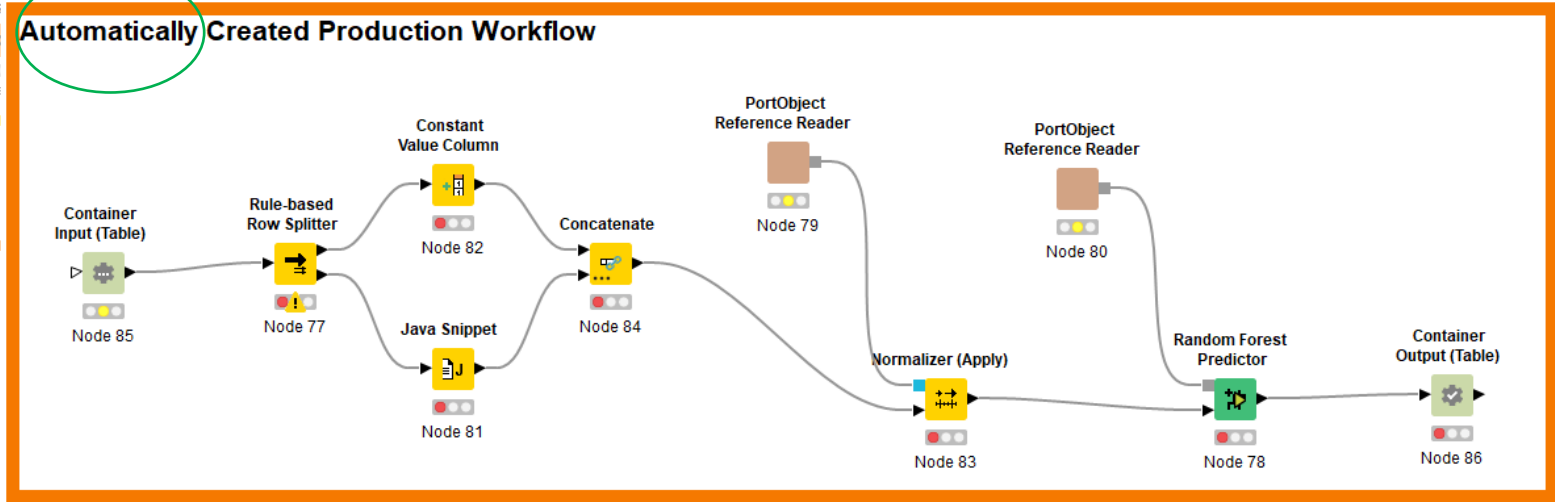 Automatically Created Production Workflow
Container
Input (Table)
Node 85
Rule-based
Row Splitter
Node 77
Constant
Value Column
Node 82
Java Snippet
J
Node 81
Concatenate
Node 84
PortObject
Reference Reader
Node 79
PortObject
Reference Reader
Node 80
Normalizer (Apply)
Node 83
Random Forest
Predictor
Node 78
Container
Output (Table)
Node 86